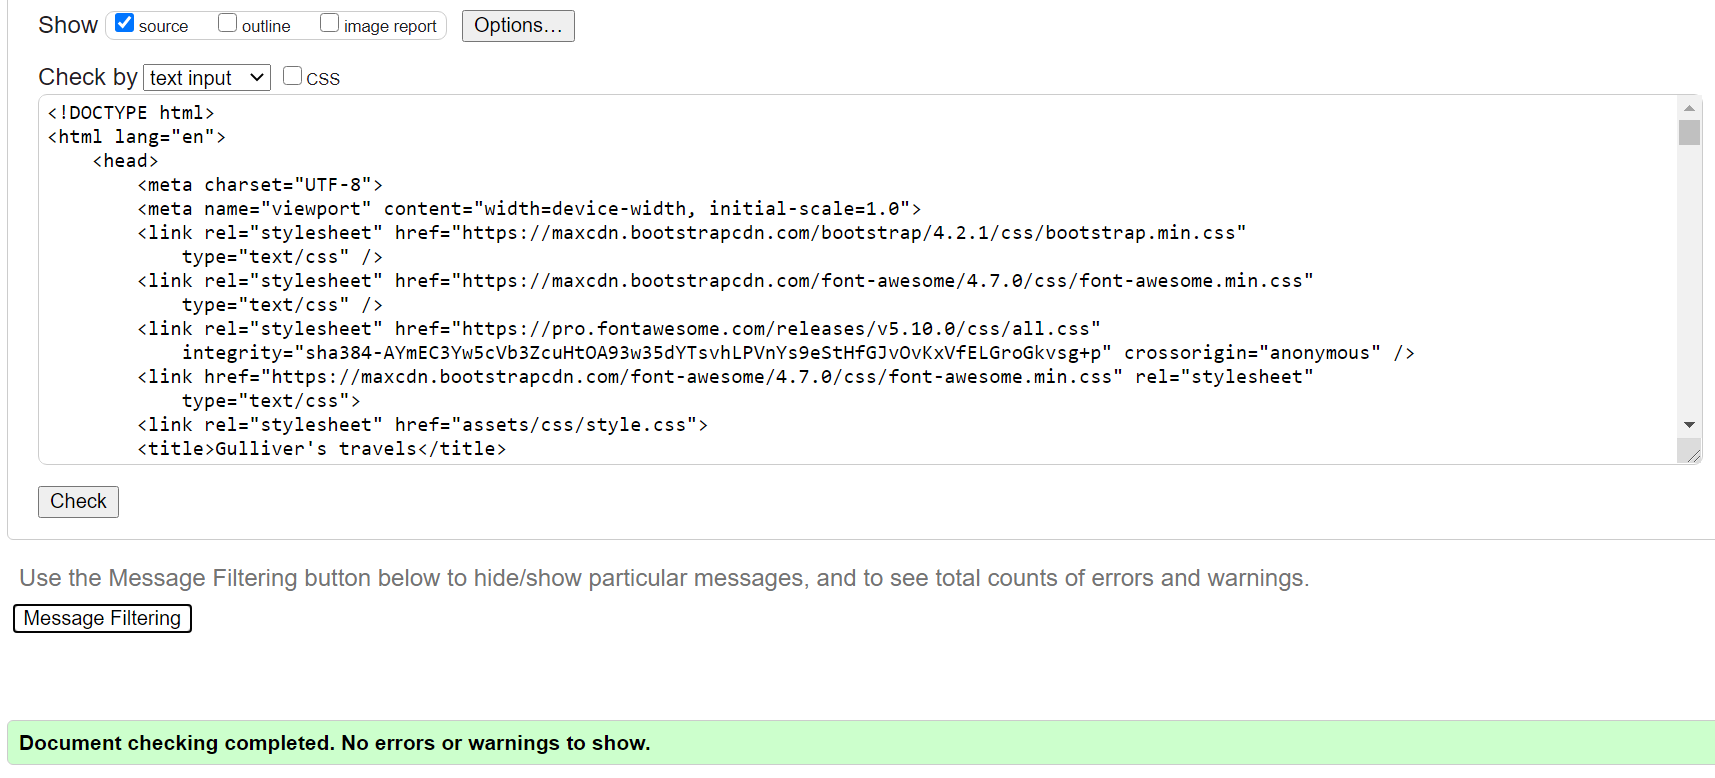 Show source outline image report Options...
Check by text input CSS
<!DOCTYPE html>
<html lang="en">
<head>
<meta charset="UTF-8">
<meta name="viewport" content="width=device-width, initial-scale=1.0">
<link rel="stylesheet" href="https://maxcdn.bootstrapcdn.com/bootstrap/4.2.1/css/bootstrap.min.css"
type="text/css" />
<link rel="stylesheet" href="https://maxcdn.bootstrapcdn.com/font-awesome/4.7.0/css/font-awesome.min.css"
type="text/css" />
<link rel="stylesheet" href="https://pro.fontawesome.com/releases/v5.10.0/css/all.css"
integrity="sha384-AYmEC3Yw5cVb3ZcuHtOA93w35dYTsvhLPVnYs9eStHfGJvOvKxVfELGroGkvsg+p" crossorigin="anonymous" />
<link href="https://maxcdn.bootstrapcdn.com/font-awesome/4.7.0/css/font-awesome.min.css" rel="stylesheet"
type="text/css">
<link rel="stylesheet" href="assets/css/style.css">
<title>Gulliver's travels</title>
Check
Use the Message Filtering button below to hide/show particular messages, and to see total counts of errors and warnings.
Message Filtering
Document checking completed. No errors or warnings to show.